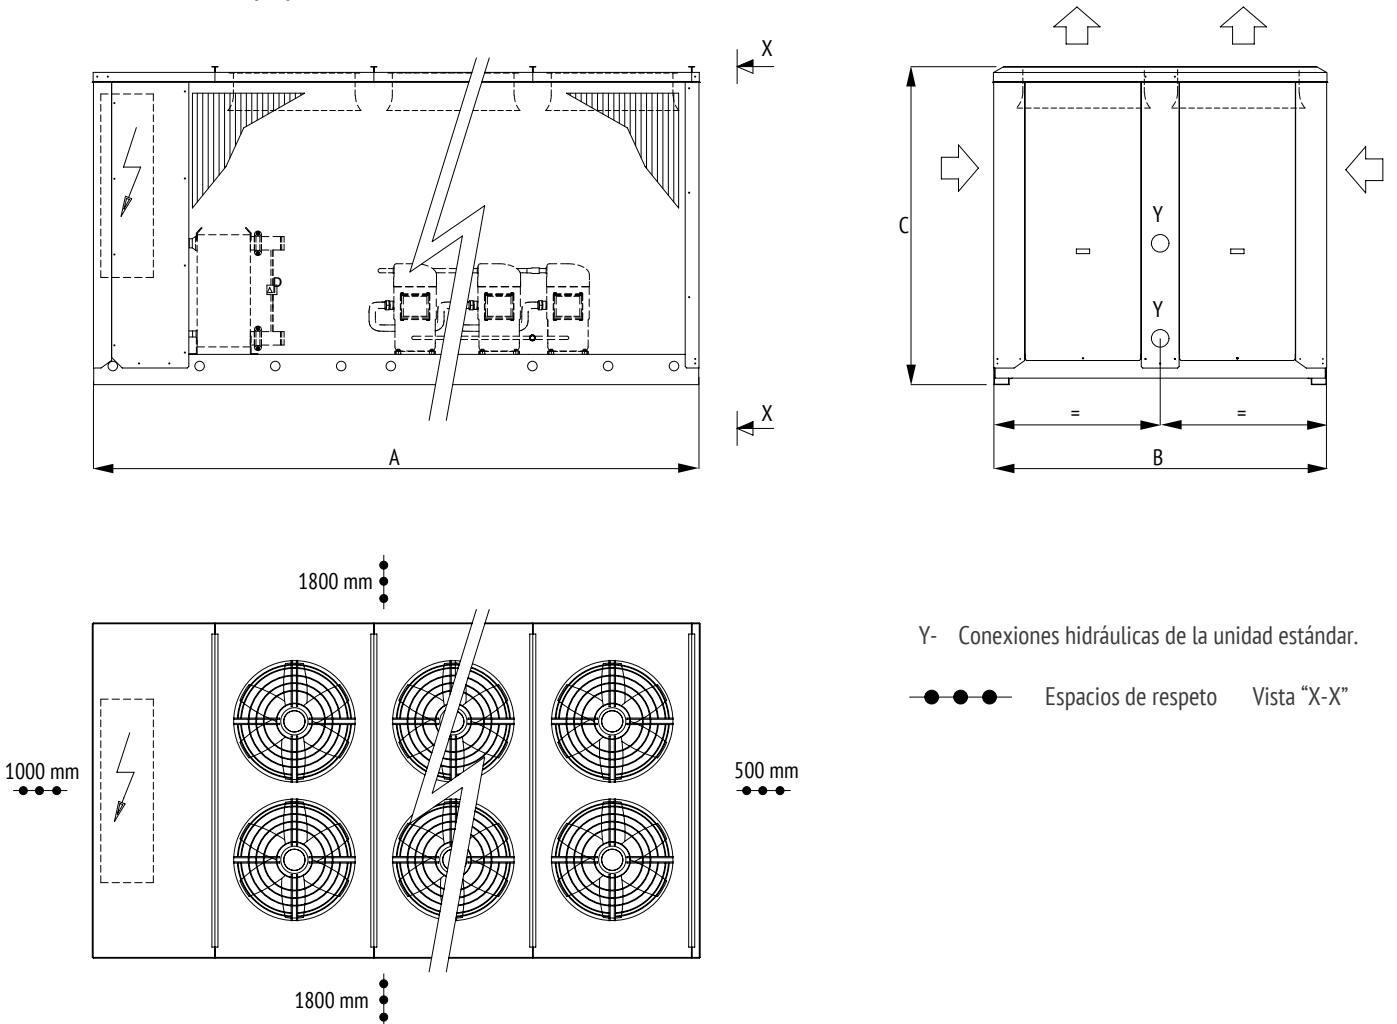 X
C
Y
Y
X
=
=
A
B
1800 mm
Y- Conexiones hidráulicas de la unidad estándar.
Espacios de respeto Vista “X-X”
1000 mm
500 mm
1800 mm